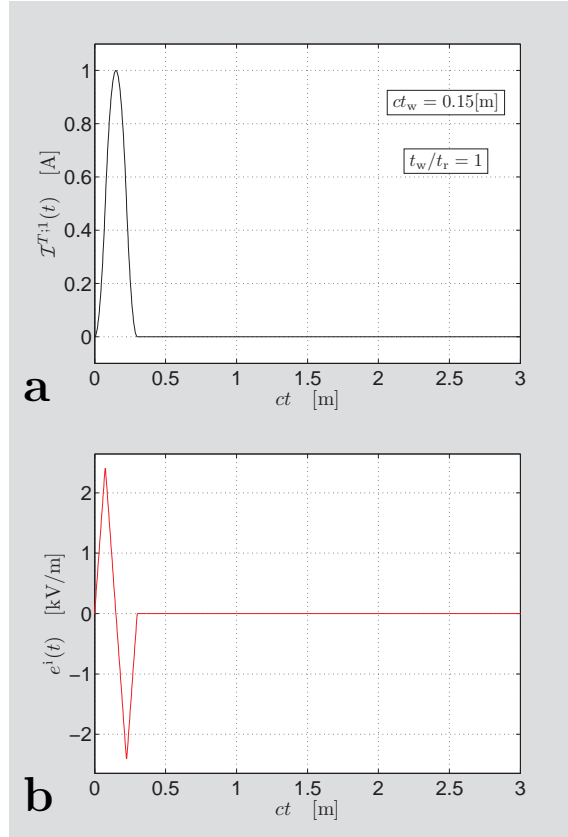 1
0.8
0.6
0.4
0.2
0
𝓘^{T;1}(t) [A]
ct_w = 0.15[m]
t_w/t_r = 1
0 0.5 1 1.5 2 2.5 3
ct [m]
a
2
1
0
−1
−2
e^i(t) [kV/m]
0 0.5 1 1.5 2 2.5 3
ct [m]
b